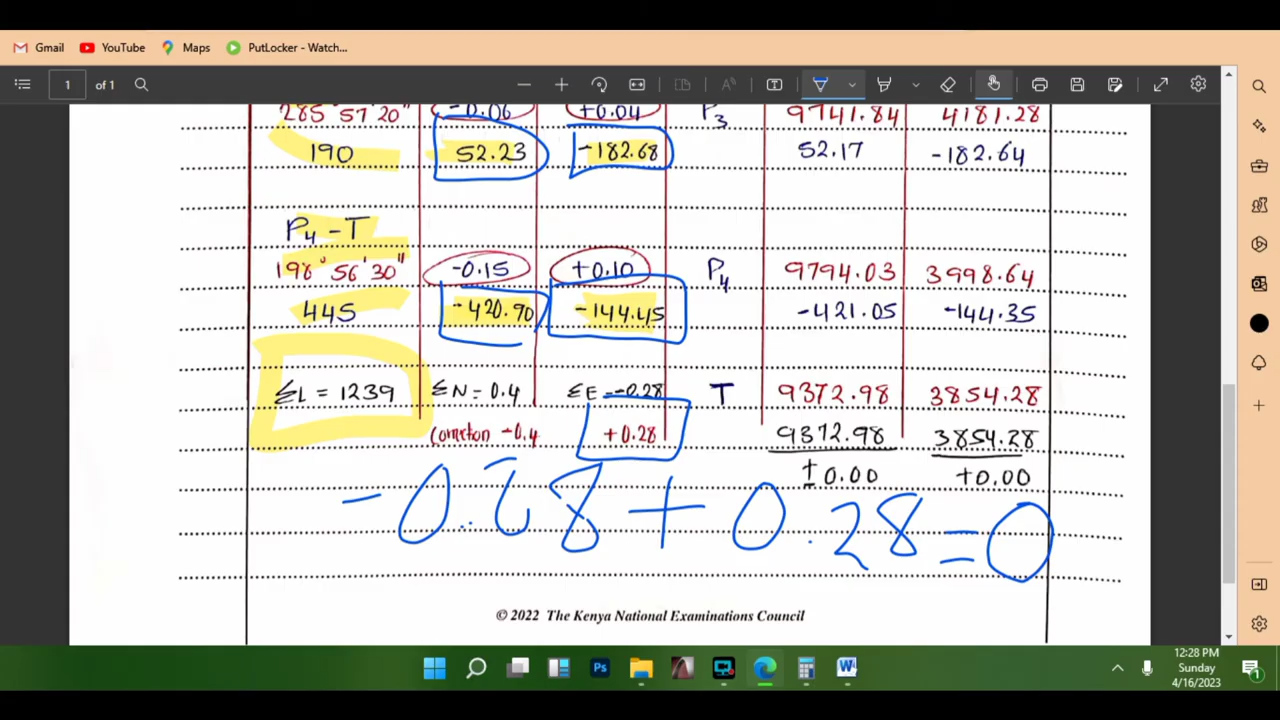 Gmail YouTube Maps PutLocker - Watch...
1 of 1
285°57'20" -0.06 +0.04 P3 9741.84 4181.28
190 52.23 -182.68 52.17 -182.64
P4 - T
198°56'30" -0.15 +0.10 P4 9794.03 3998.64
445 -420.90 -144.45 -421.05 -144.35
ΣL = 1239 ΣN = 0.4 ΣE = -0.28 T 9372.98 3854.28
Correction -0.4 +0.28 9372.98 3854.28
±0.00 +0.00
-0.28 + 0.28 = 0
© 2022 The Kenya National Examinations Council
12:28 PM
Sunday
4/16/2023